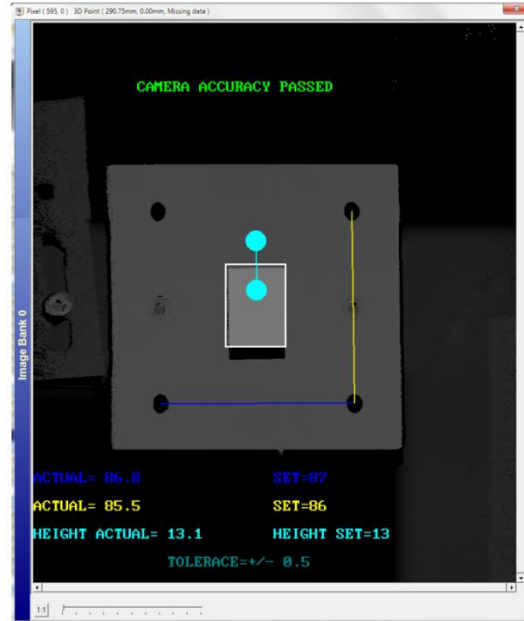 Pixel ( 595, 0 )   3D Point ( 290.75mm, 0.00mm, Missing data )
CAMERA ACCURACY PASSED
Image Bank 0
ACTUAL= 86.8 SET=87
ACTUAL= 85.5 SET=86
HEIGHT ACTUAL= 13.1 HEIGHT SET=13
TOLERACE=+/- 0.5
1:1